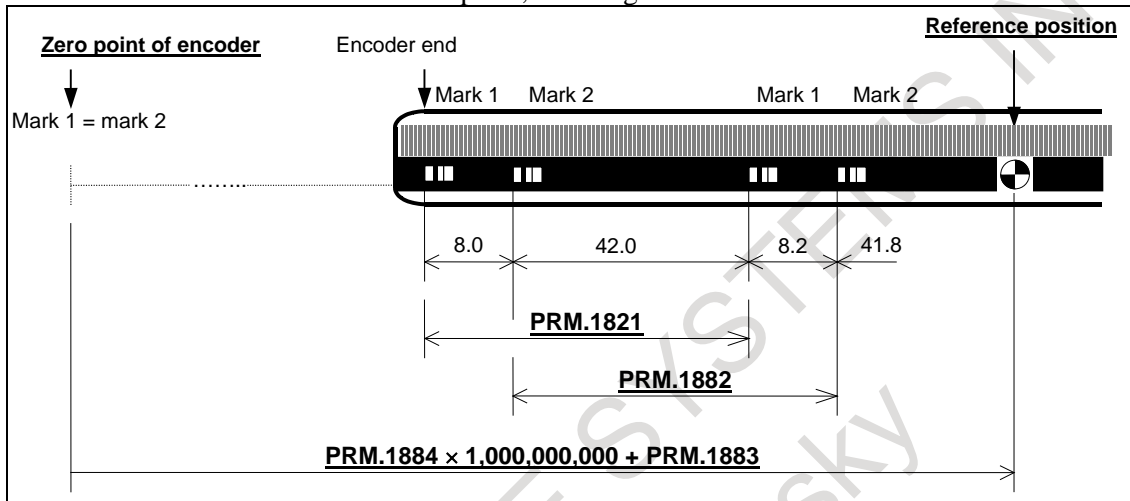 Zero point of encoder
Encoder end
Reference position
Mark 1 Mark 2 Mark 1 Mark 2
Mark 1 = mark 2
8.0 42.0 8.2 41.8
PRM.1821
PRM.1882
PRM.1884 × 1,000,000,000 + PRM.1883